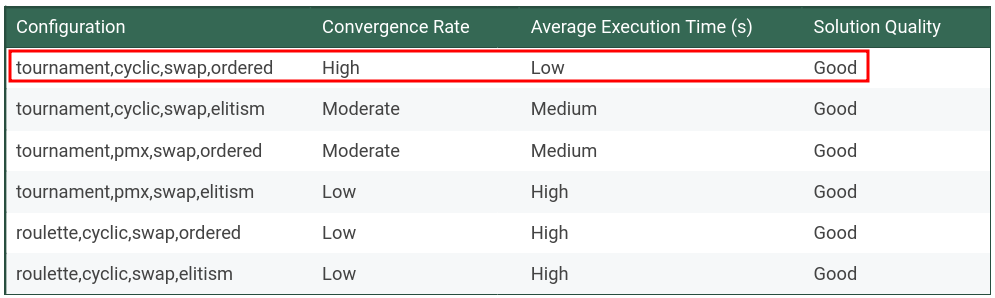 Configuration Convergence Rate Average Execution Time (s) Solution Quality
tournament,cyclic,swap,ordered High Low Good
tournament,cyclic,swap,elitism Moderate Medium Good
tournament,pmx,swap,ordered Moderate Medium Good
tournament,pmx,swap,elitism Low High Good
roulette,cyclic,swap,ordered Low High Good
roulette,cyclic,swap,elitism Low High Good